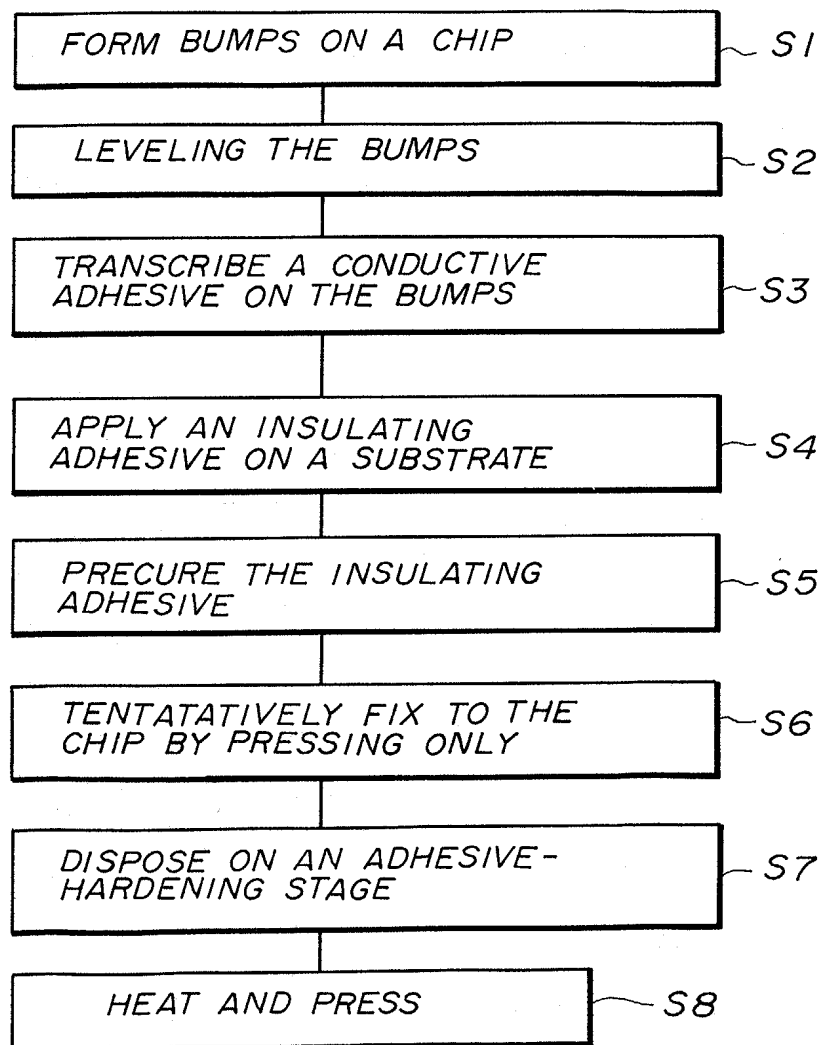 FORM BUMPS ON A CHIP
S1
LEVELING THE BUMPS
S2
TRANSCRIBE A CONDUCTIVE
ADHESIVE ON THE BUMPS
S3
APPLY AN INSULATING
ADHESIVE ON A SUBSTRATE
S4
PRECURE THE INSULATING
ADHESIVE
S5
TENTATATIVELY FIX TO THE
CHIP BY PRESSING ONLY
S6
DISPOSE ON AN ADHESIVE-
HARDENING STAGE
S7
HEAT AND PRESS
S8